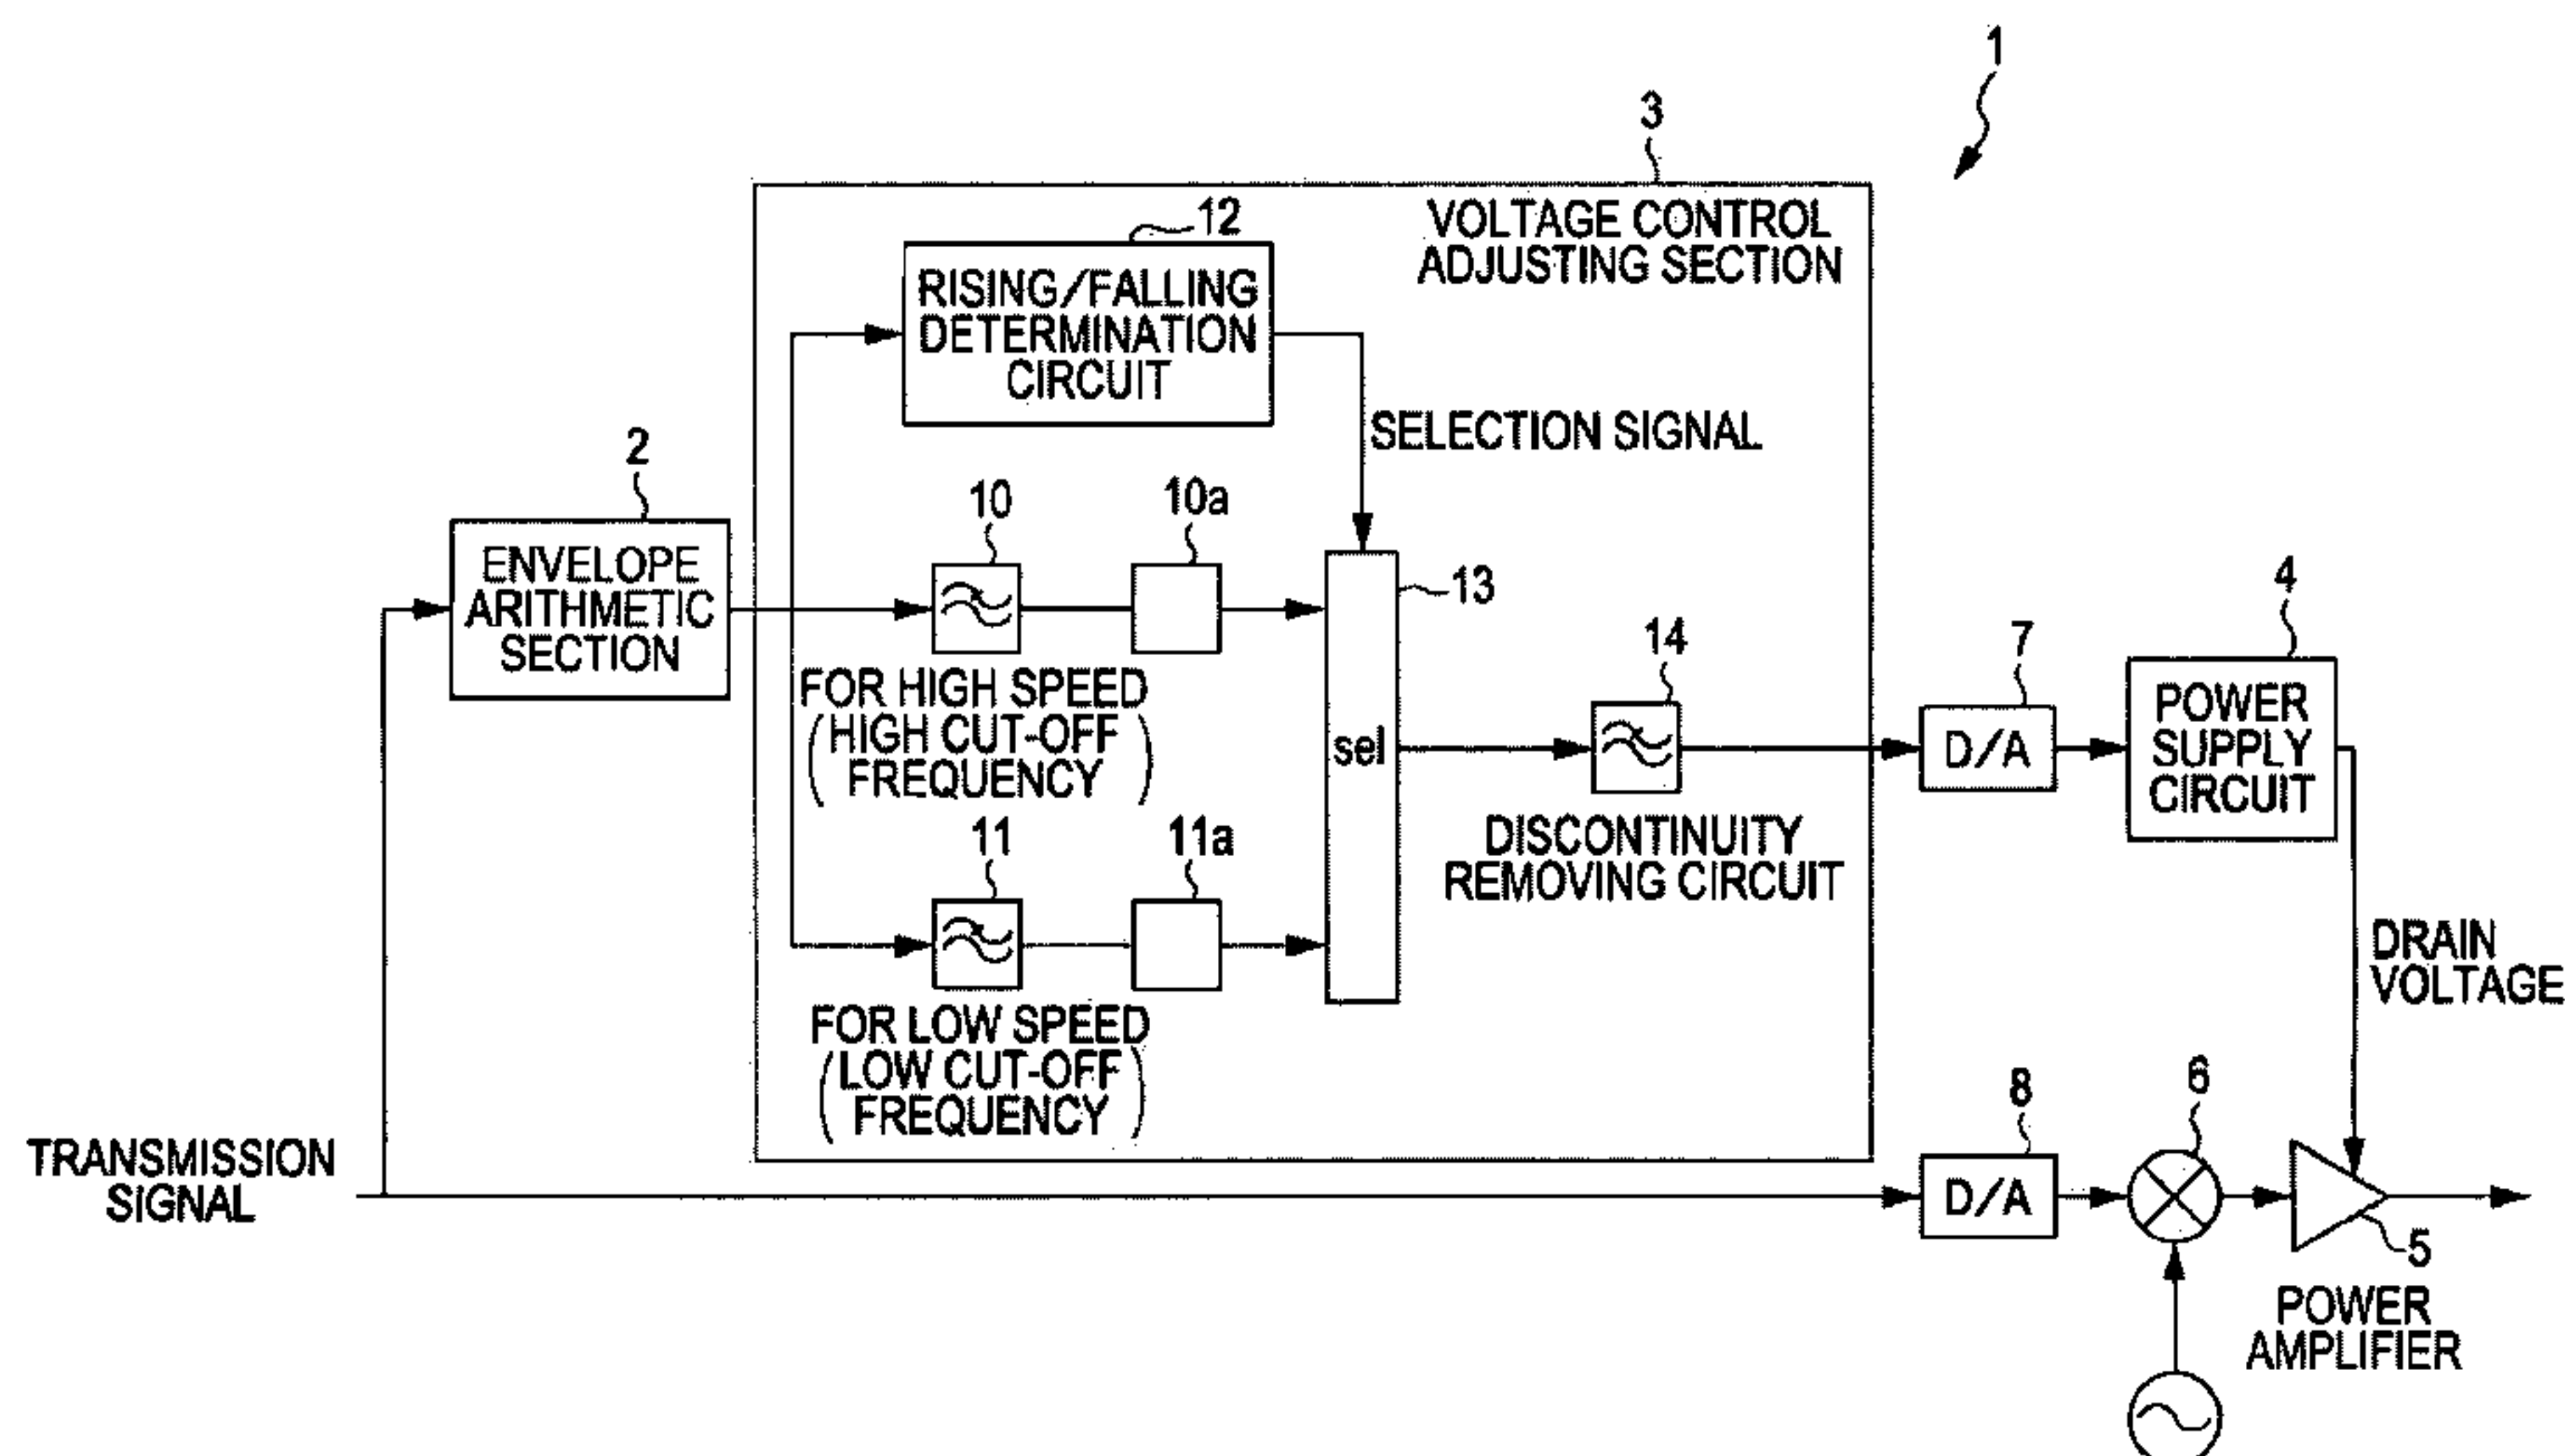 1
3
VOLTAGE CONTROL
ADJUSTING SECTION
12
RISING/FALLING
DETERMINATION
CIRCUIT
SELECTION SIGNAL
2
ENVELOPE
ARITHMETIC
SECTION
10
10a
FOR HIGH SPEED
(HIGH CUT-OFF
FREQUENCY)
11
11a
FOR LOW SPEED
(LOW CUT-OFF
FREQUENCY)
13
sel
14
DISCONTINUITY
REMOVING CIRCUIT
7
D/A
4
POWER
SUPPLY
CIRCUIT
DRAIN
VOLTAGE
TRANSMISSION
SIGNAL
8
D/A
6
5
POWER
AMPLIFIER